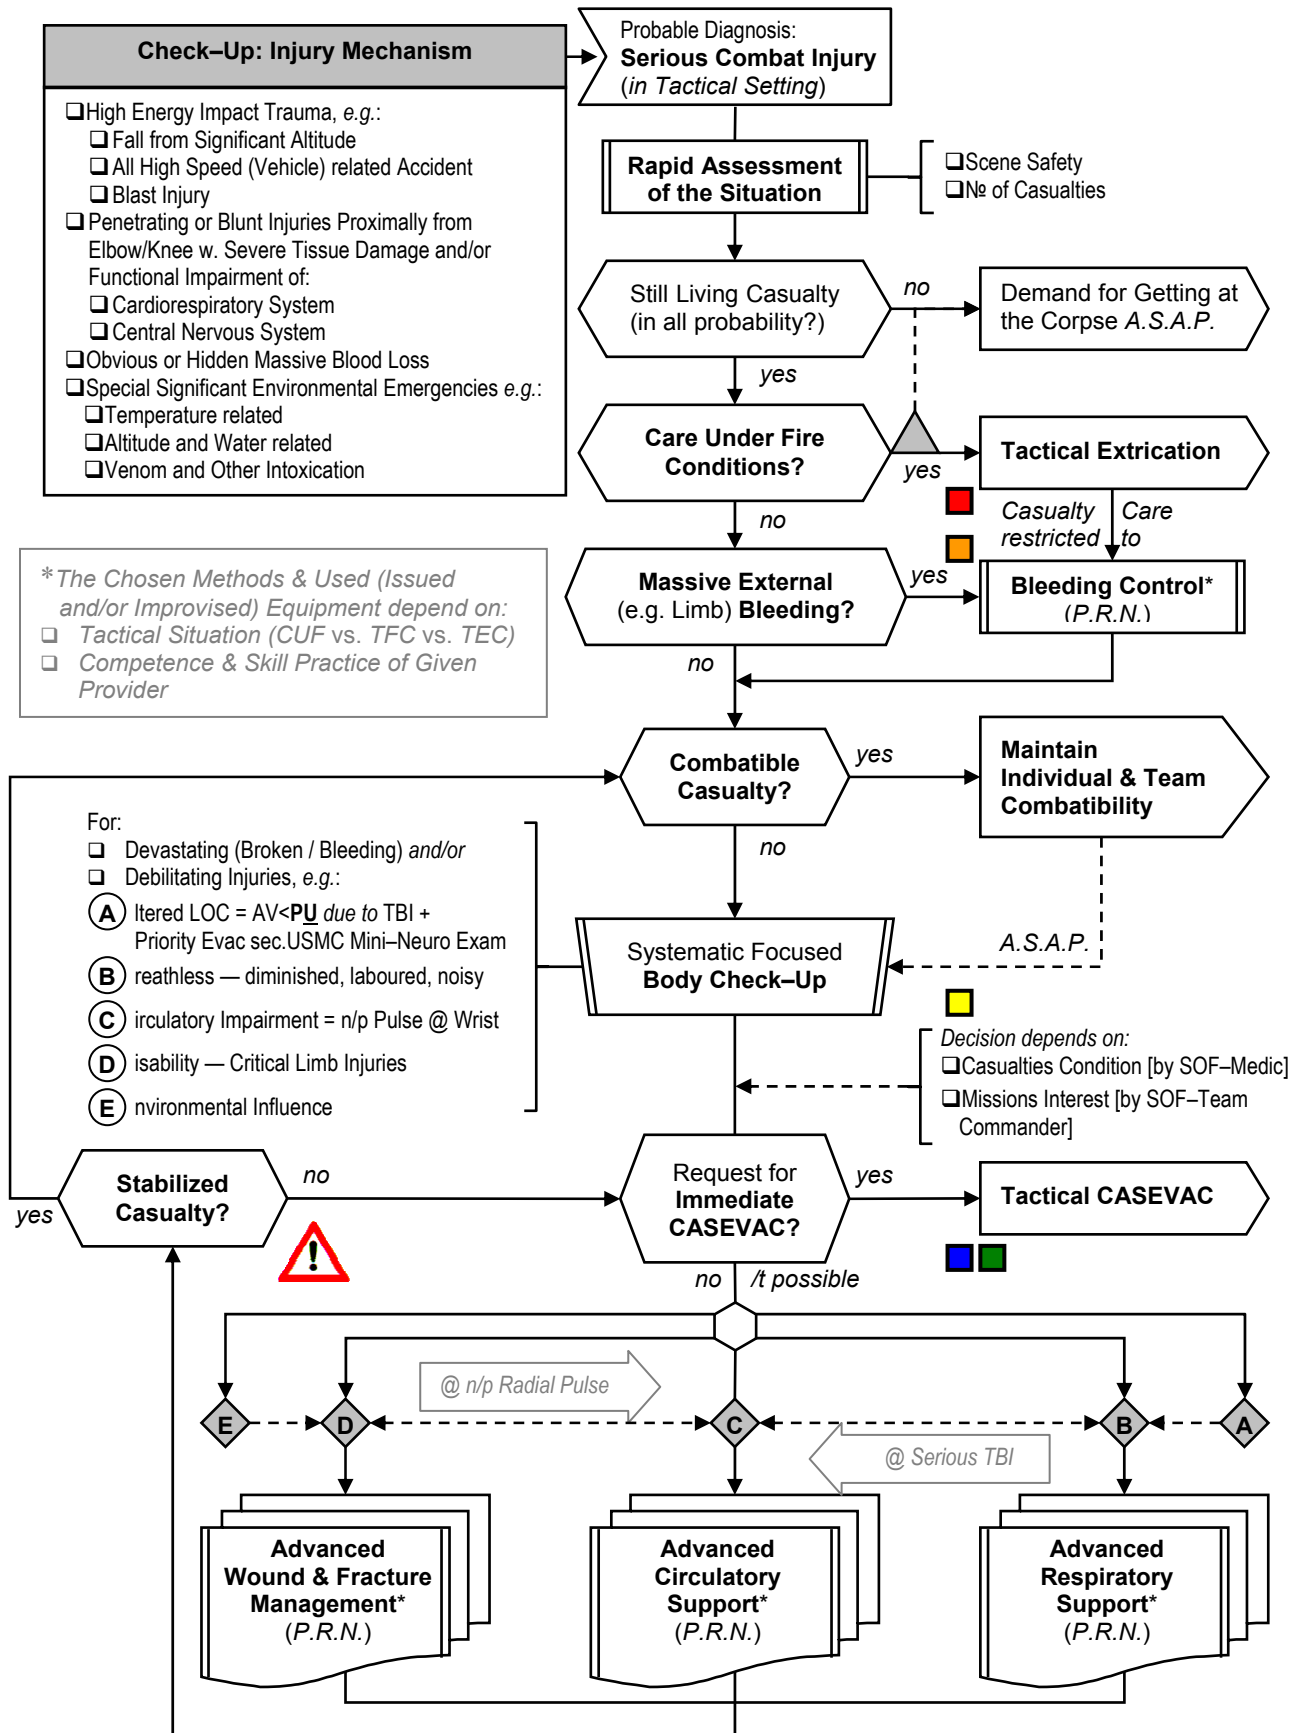 Check–Up: Injury Mechanism
❑High Energy Impact Trauma, e.g.:
❑ Fall from Significant Altitude
❑ All High Speed (Vehicle) related Accident
❑ Blast Injury
❑ Penetrating or Blunt Injuries Proximally from
Elbow/Knee w. Severe Tissue Damage and/or
Functional Impairment of:
❑ Cardiorespiratory System
❑ Central Nervous System
❑Obvious or Hidden Massive Blood Loss
❑Special Significant Environmental Emergencies e.g.:
❑Temperature related
❑Altitude and Water related
❑Venom and Other Intoxication
Probable Diagnosis:
Serious Combat Injury
(in Tactical Setting)
Rapid Assessment
of the Situation
❑Scene Safety
❑№ of Casualties
Still Living Casualty
(in all probability?)
no
Demand for Getting at
the Corpse A.S.A.P.
yes
Care Under Fire
Conditions?
yes
Tactical Extrication
no
Casualty Care
restricted to
*The Chosen Methods & Used (Issued
and/or Improvised) Equipment depend on:
❑ Tactical Situation (CUF vs. TFC vs. TEC)
❑ Competence & Skill Practice of Given
Provider
Massive External
(e.g. Limb) Bleeding?
yes
Bleeding Control*
(P.R.N.)
no
Combatible
Casualty?
yes
Maintain
Individual & Team
Combatibility
no
A.S.A.P.
For:
❑ Devastating (Broken / Bleeding) and/or
❑ Debilitating Injuries, e.g.:
A ltered LOC = AV<PU due to TBI +
Priority Evac sec.USMC Mini–Neuro Exam
B reathless — diminished, laboured, noisy
C irculatory Impairment = n/p Pulse @ Wrist
D isability — Critical Limb Injuries
E nvironmental Influence
Systematic Focused
Body Check–Up
Decision depends on:
❑Casualties Condition [by SOF–Medic]
❑Missions Interest [by SOF–Team
Commander]
Stabilized
Casualty?
yes
no
!
Request for
Immediate
CASEVAC?
yes
Tactical CASEVAC
no /t possible
@ n/p Radial Pulse
E D C B A
@ Serious TBI
Advanced
Wound & Fracture
Management*
(P.R.N.)
Advanced
Circulatory
Support*
(P.R.N.)
Advanced
Respiratory
Support*
(P.R.N.)